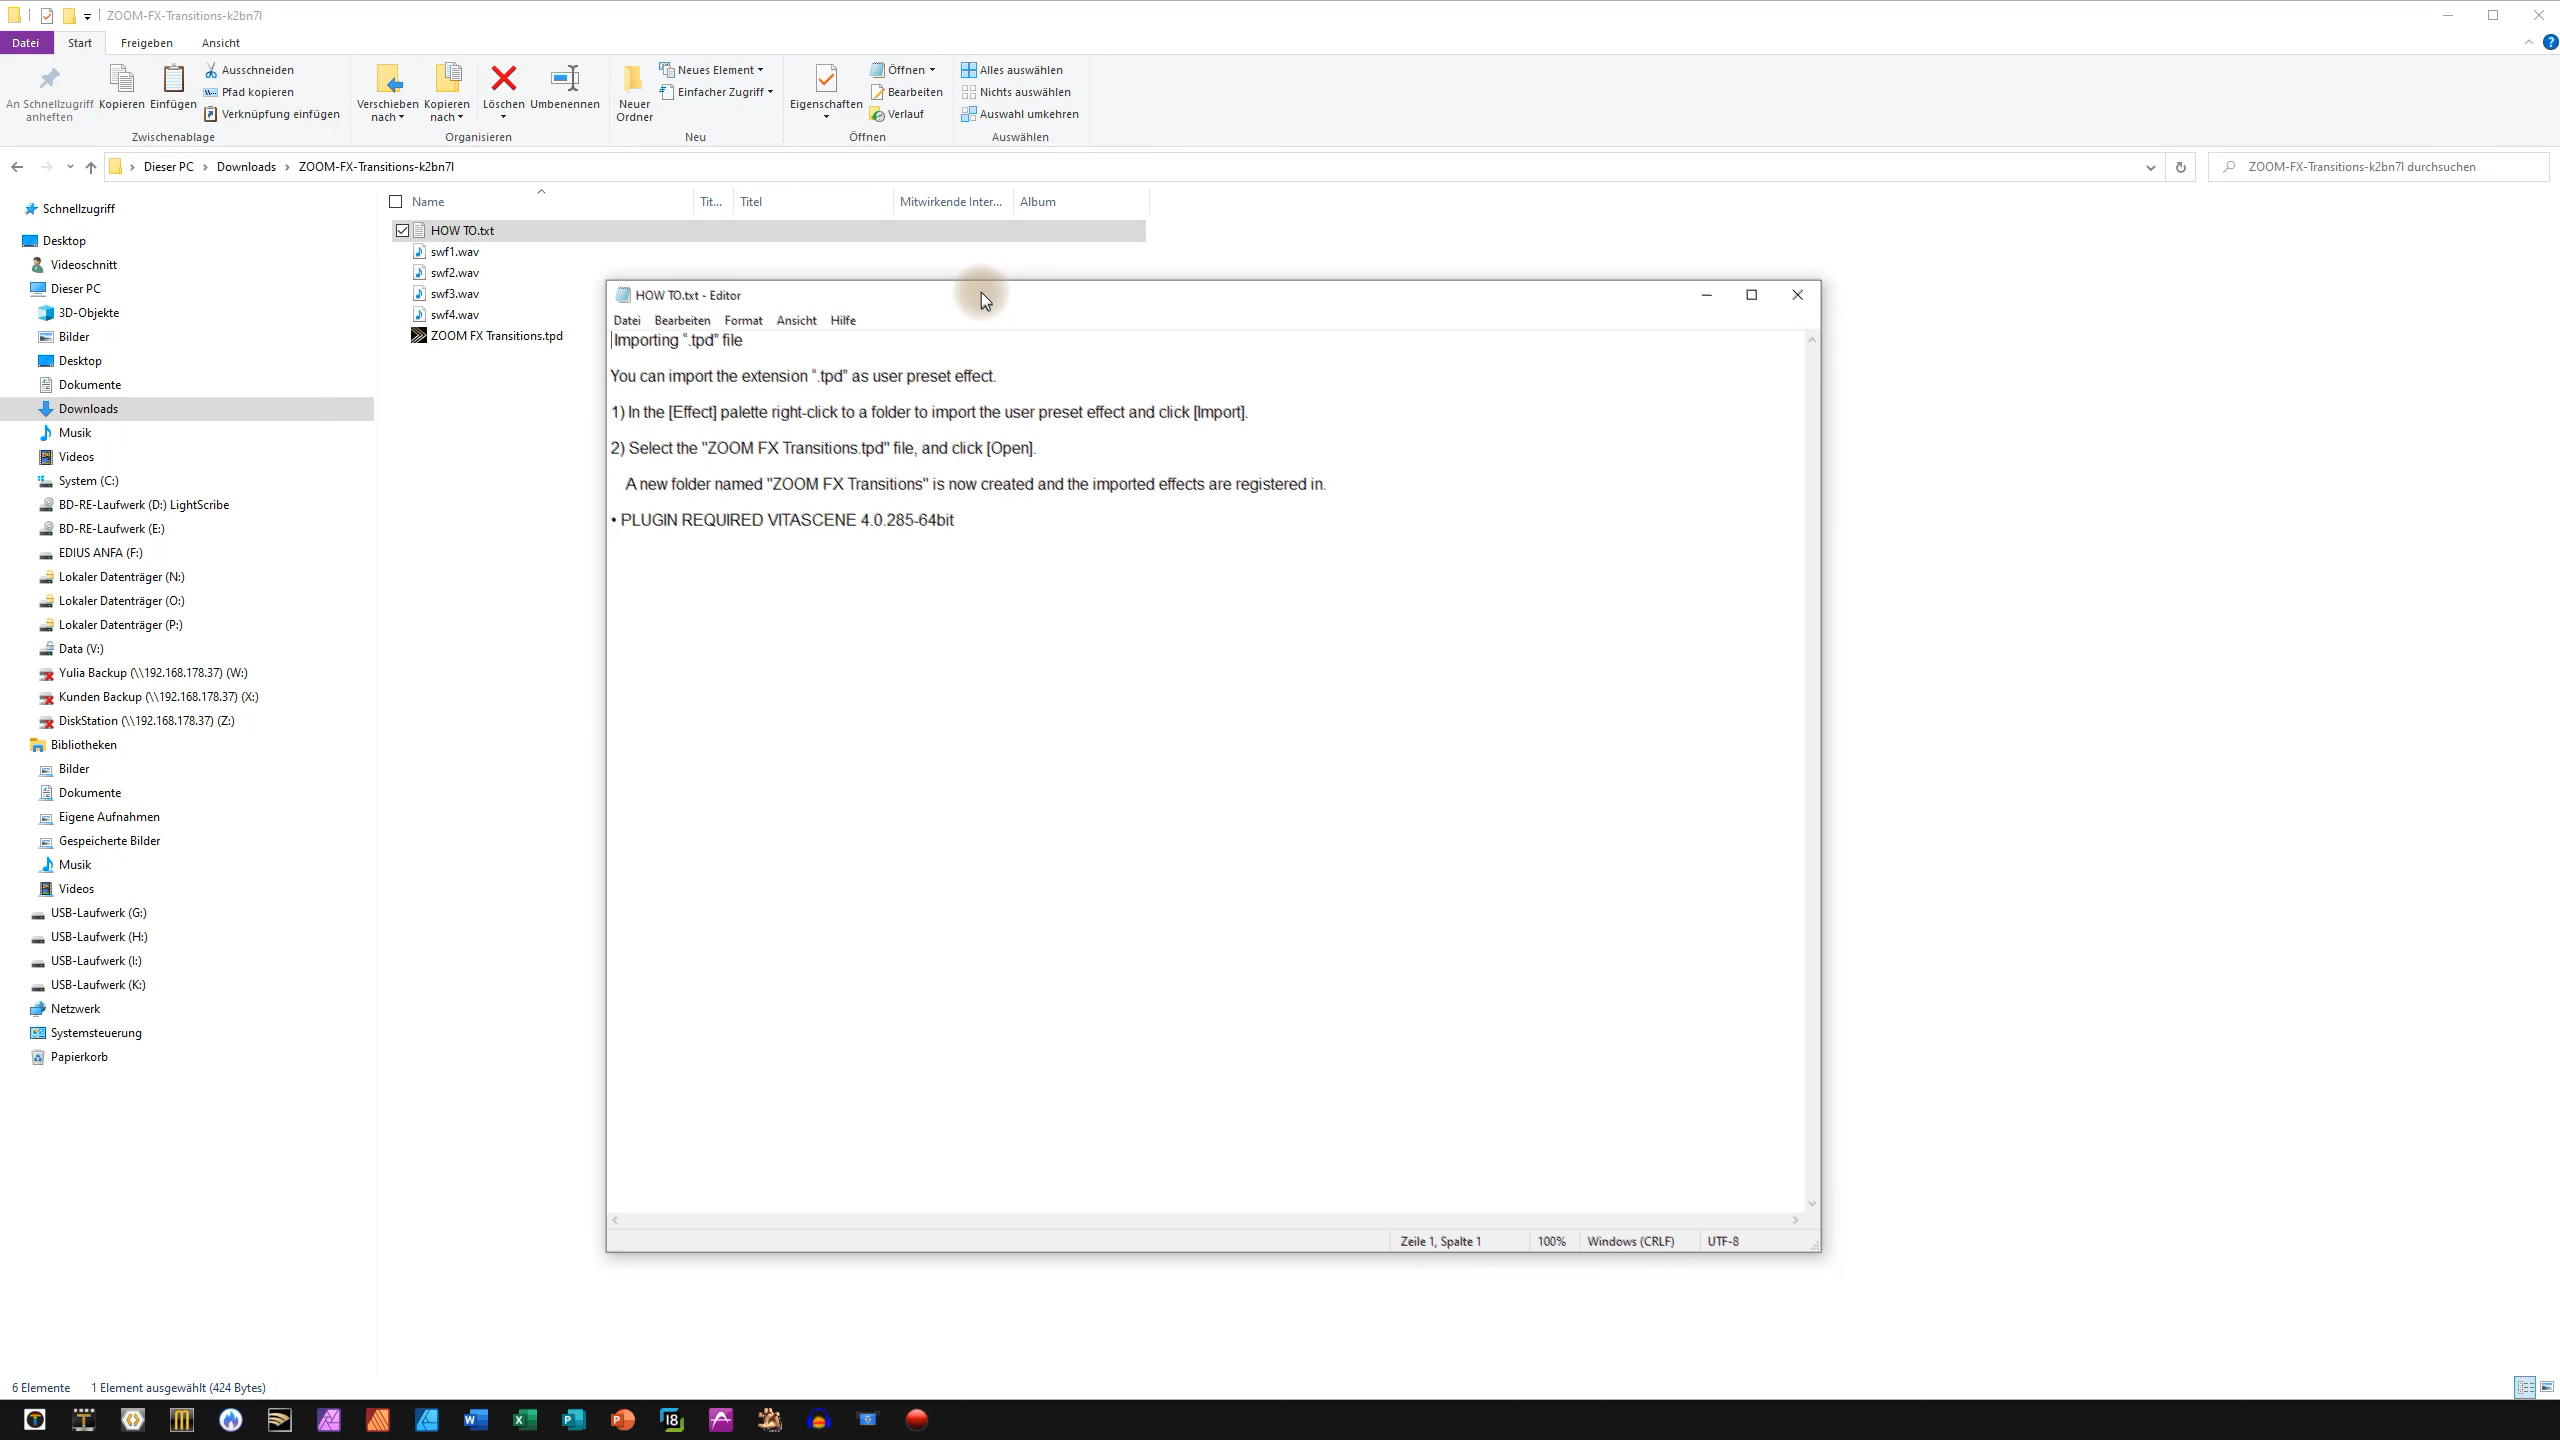 ZOOM-FX-Transitions-k2bn7l
Datei Start Freigeben Ansicht
An Schnellzugriff anheften
Kopieren
Einfügen
Ausschneiden
Pfad kopieren
Verknüpfung einfügen
Zwischenablage
Verschieben nach
Kopieren nach
Löschen
Umbenennen
Organisieren
Neuer Ordner
Neues Element
Einfacher Zugriff
Neu
Eigenschaften
Öffnen
Bearbeiten
Verlauf
Öffnen
Alles auswählen
Nichts auswählen
Auswahl umkehren
Auswählen
Dieser PC Downloads ZOOM-FX-Transitions-k2bn7l
ZOOM-FX-Transitions-k2bn7l durchsuchen
Schnellzugriff
Desktop
Videoschnitt
Dieser PC
3D-Objekte
Bilder
Desktop
Dokumente
Downloads
Musik
Videos
System (C:)
BD-RE-Laufwerk (D:) LightScribe
BD-RE-Laufwerk (E:)
EDIUS ANFA (F:)
Lokaler Datenträger (N:)
Lokaler Datenträger (O:)
Lokaler Datenträger (P:)
Data (V:)
Yulia Backup (\\192.168.178.37) (W:)
Kunden Backup (\\192.168.178.37) (X:)
DiskStation (\\192.168.178.37) (Z:)
Bibliotheken
Bilder
Dokumente
Eigene Aufnahmen
Gespeicherte Bilder
Musik
Videos
USB-Laufwerk (G:)
USB-Laufwerk (H:)
USB-Laufwerk (I:)
USB-Laufwerk (K:)
Netzwerk
Systemsteuerung
Papierkorb
Name Tit... Titel Mitwirkende Inter... Album
HOW TO.txt
swf1.wav
swf2.wav
swf3.wav
swf4.wav
ZOOM FX Transitions.tpd
HOW TO.txt - Editor
Datei Bearbeiten Format Ansicht Hilfe
Importing “.tpd” file
You can import the extension “.tpd” as user preset effect.
1) In the [Effect] palette right-click to a folder to import the user preset effect and click [Import].
2) Select the "ZOOM FX Transitions.tpd" file, and click [Open].
A new folder named "ZOOM FX Transitions" is now created and the imported effects are registered in.
• PLUGIN REQUIRED VITASCENE 4.0.285-64bit
Zeile 1, Spalte 1 100% Windows (CRLF) UTF-8
6 Elemente 1 Element ausgewählt (424 Bytes)